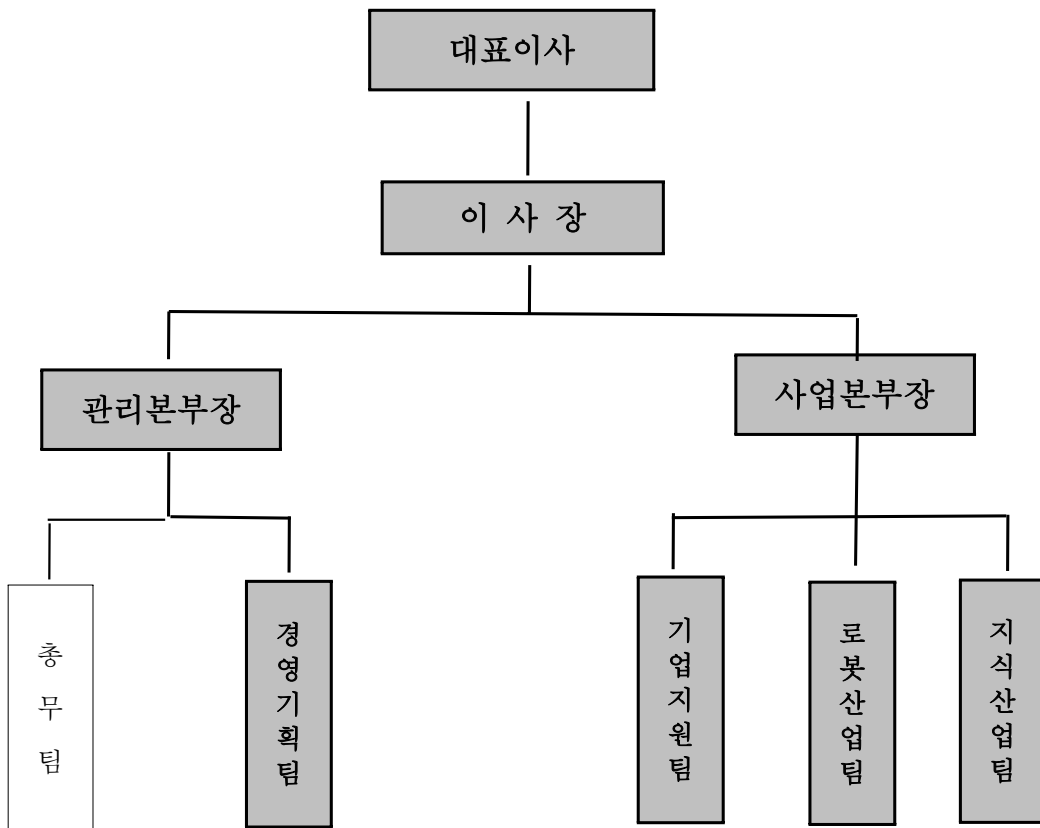 대표이사
이 사 장
관리본부장
사업본부장
총무팀
경영기획팀
기업지원팀
로봇산업팀
지식산업팀